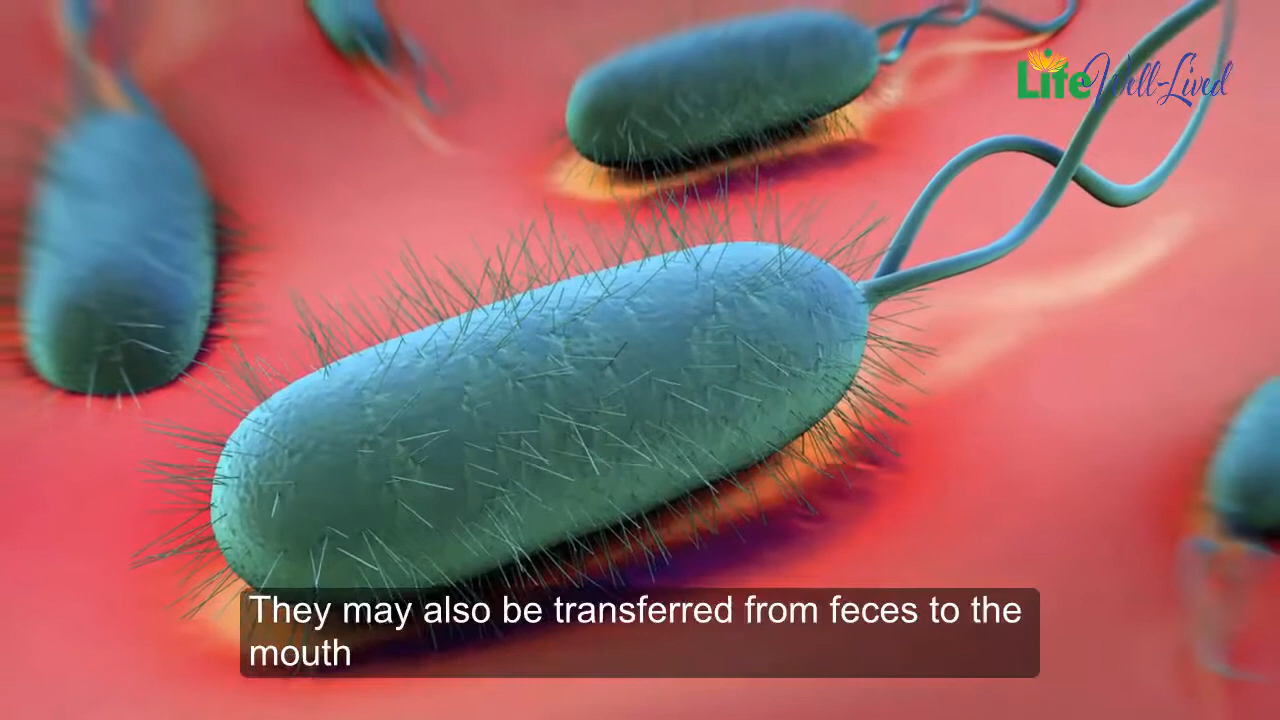 Life Well-Lived
They may also be transferred from feces to the
mouth